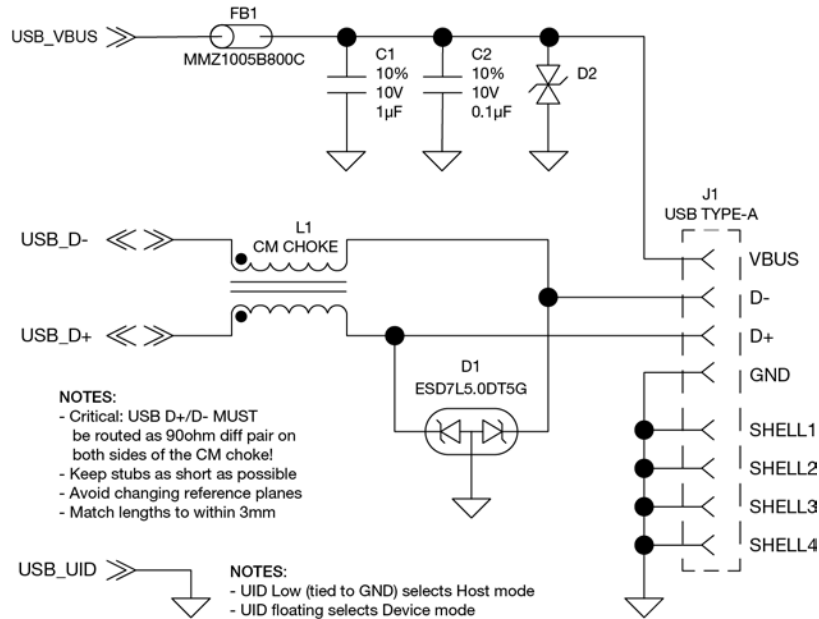 FB1
USB_VBUS
MMZ1005B800C
C1
10%
10V
1µF
C2
10%
10V
0.1µF
D2
J1
USB TYPE-A
USB_D-
L1
CM CHOKE
VBUS
D-
USB_D+
D+
D1
ESD7L5.0DT5G
GND
NOTES:
- Critical: USB D+/D- MUST
be routed as 90ohm diff pair on
both sides of the CM choke!
- Keep stubs as short as possible
- Avoid changing reference planes
- Match lengths to within 3mm
SHELL1
SHELL2
SHELL3
SHELL4
USB_UID
NOTES:
- UID Low (tied to GND) selects Host mode
- UID floating selects Device mode